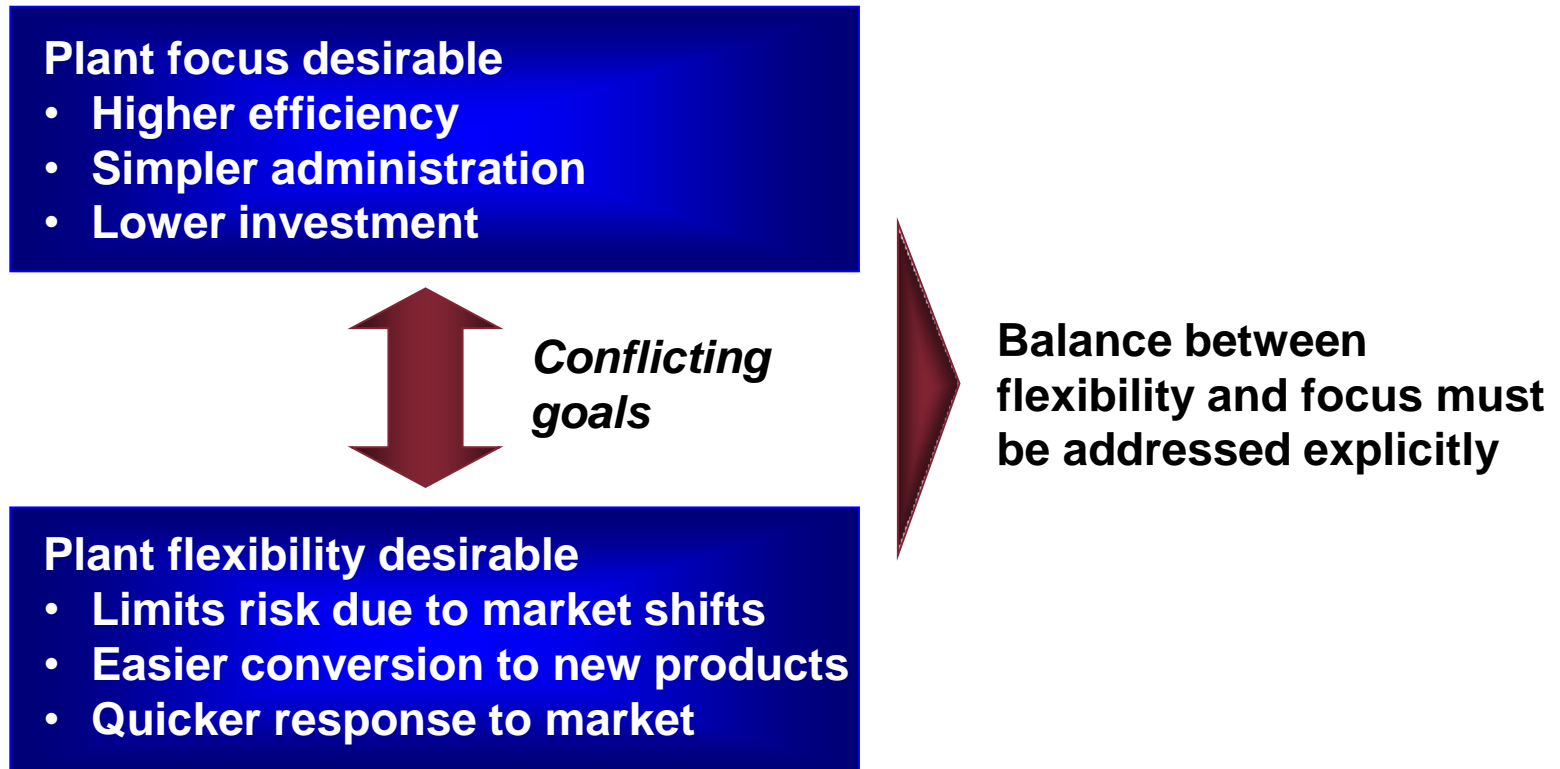 Plant focus desirable
• Higher efficiency
• Simpler administration
• Lower investment
Conflicting
goals
Plant flexibility desirable
• Limits risk due to market shifts
• Easier conversion to new products
• Quicker response to market
Balance between
flexibility and focus must
be addressed explicitly